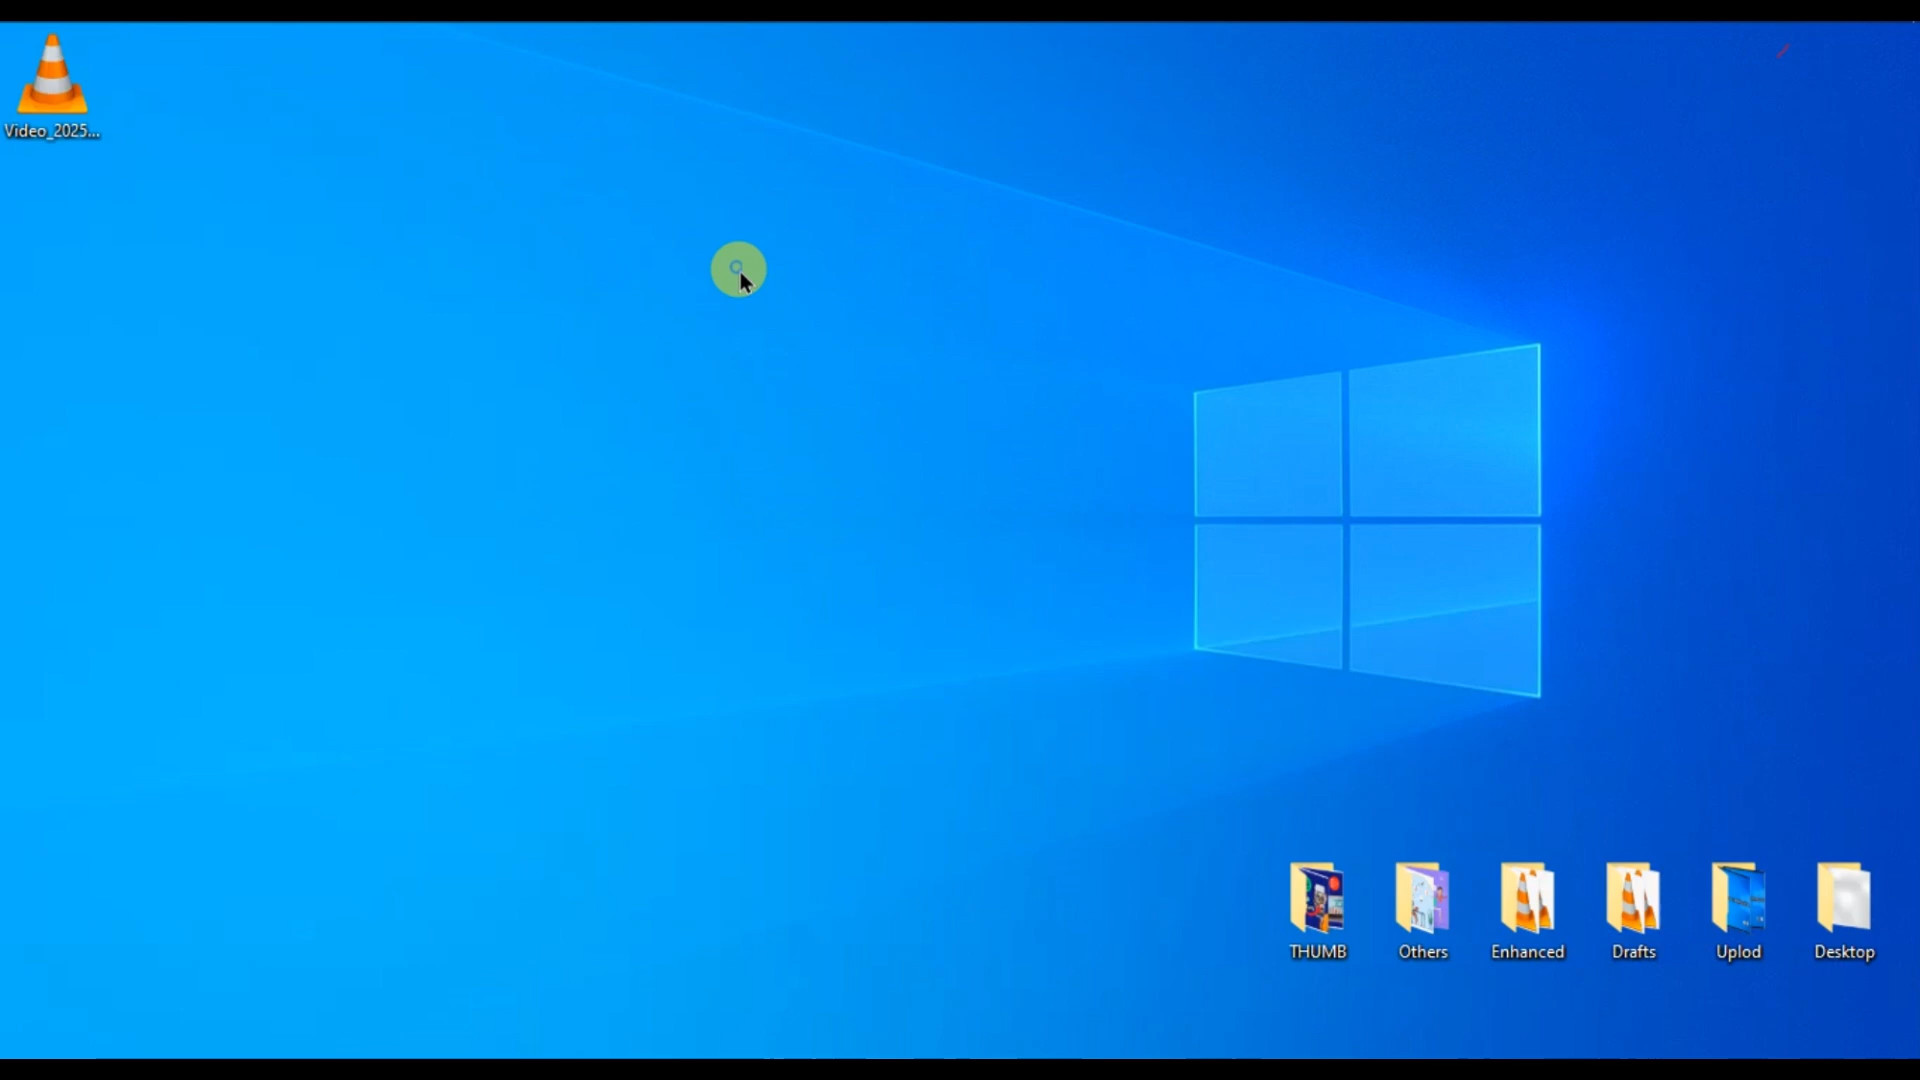 Video_2025...
THUMB
Others
Enhanced
Drafts
Uplod
Desktop